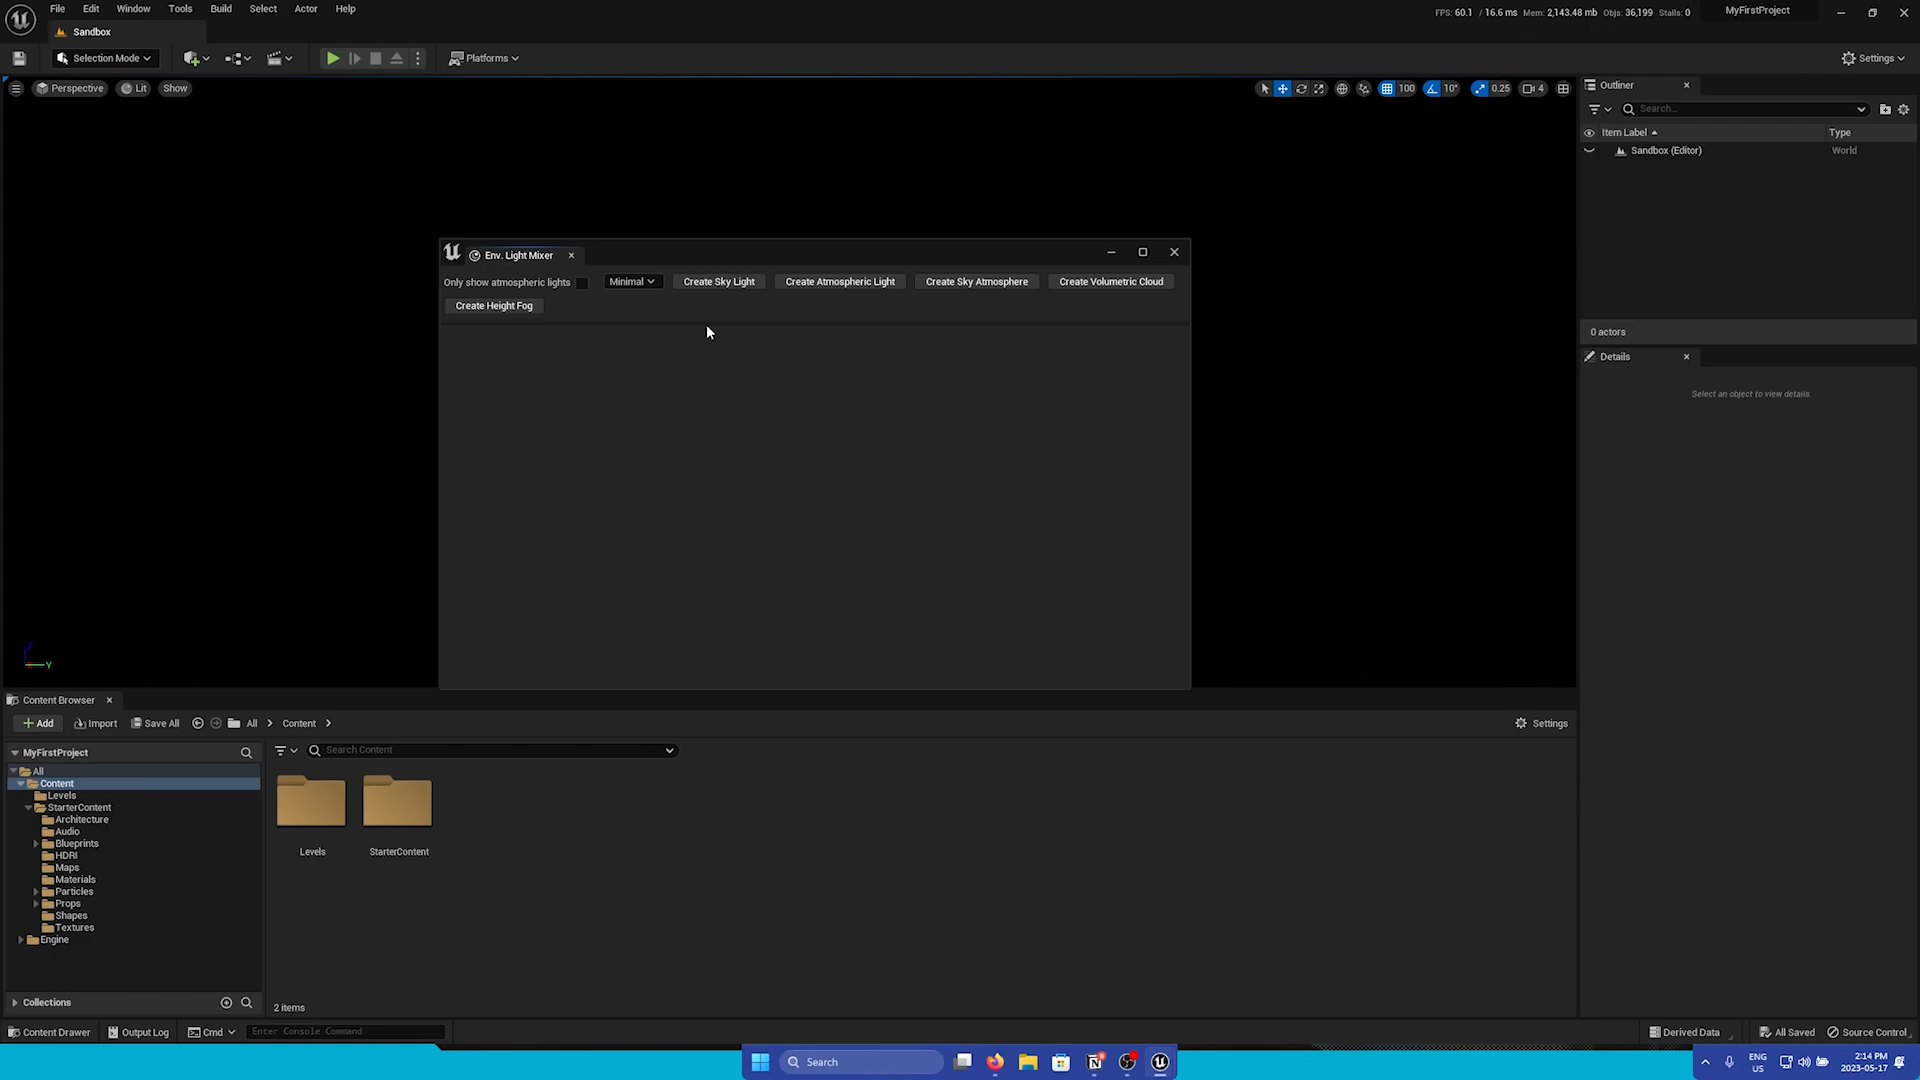 File Edit Window Tools Build Select Actor Help
FPS: 60.1 / 16.6 ms Mem: 2,143.48 mb Objs: 36,199 Stalls: 0 MyFirstProject
Sandbox
Selection Mode Platforms Settings
Perspective Lit Show 100 10° 0.25 4
Outliner
Search...
Item Label Type
Sandbox (Editor) World
0 actors
Details
Select an object to view details.
Env. Light Mixer
Only show atmospheric lights Minimal Create Sky Light Create Atmospheric Light Create Sky Atmosphere Create Volumetric Cloud
Create Height Fog
Y
Content Browser
Add Import Save All All Content Settings
MyFirstProject
Search Content
All
Content
Levels
StarterContent
Architecture
Audio
Blueprints
HDRI
Maps
Materials
Particles
Props
Shapes
Textures
Engine
Levels StarterContent
Collections
2 items
Content Drawer Output Log Cmd Enter Console Command Derived Data All Saved Source Control
Search
ENG
US
2:14 PM
2023-05-17